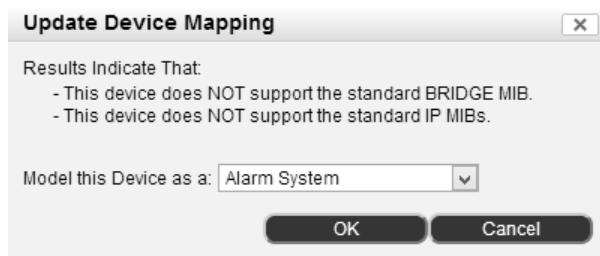 Update Device Mapping
Results Indicate That:
- This device does NOT support the standard BRIDGE MIB.
- This device does NOT support the standard IP MIBs.
Model this Device as a: Alarm System
OK Cancel